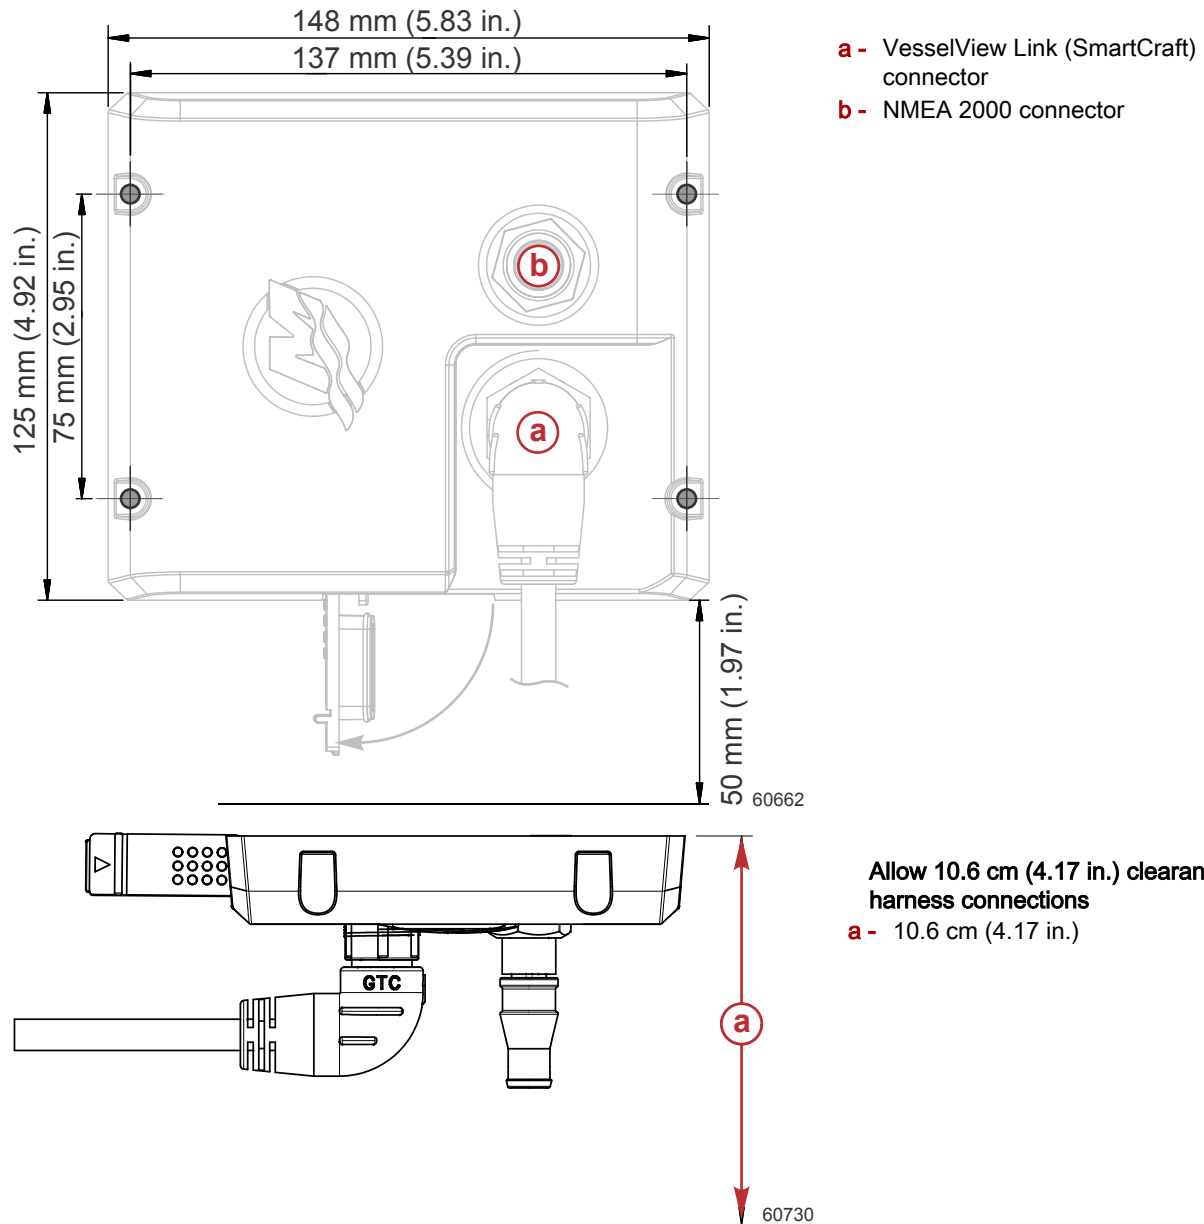 148 mm (5.83 in.)
137 mm (5.39 in.)
a - VesselView Link (SmartCraft)
connector
b - NMEA 2000 connector
125 mm (4.92 in.)
75 mm (2.95 in.)
b
a
50 mm (1.97 in.)
60662
GTC
Allow 10.6 cm (4.17 in.) clearan
harness connections
a - 10.6 cm (4.17 in.)
a
60730